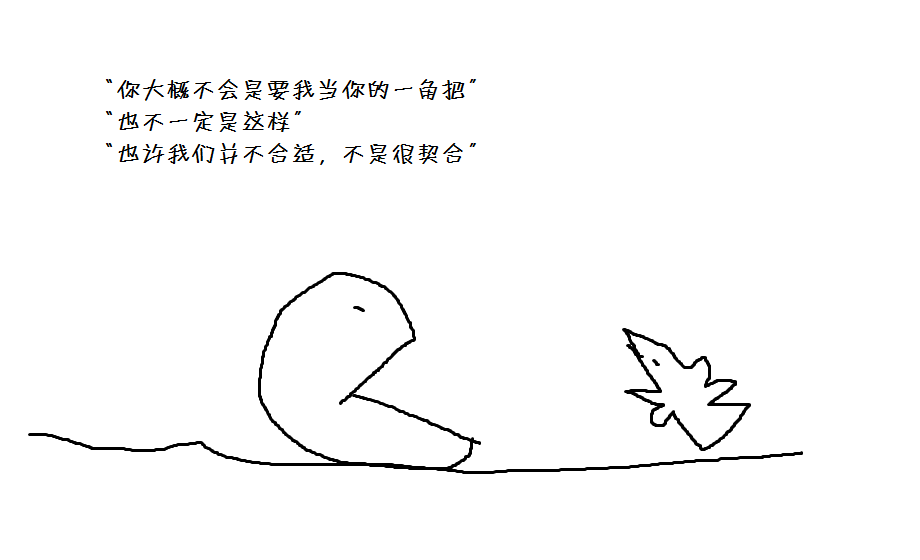 “你大概不会是要我当你的一角把”
“也不一定是这样”
“也许我们并不合适，不是很契合”